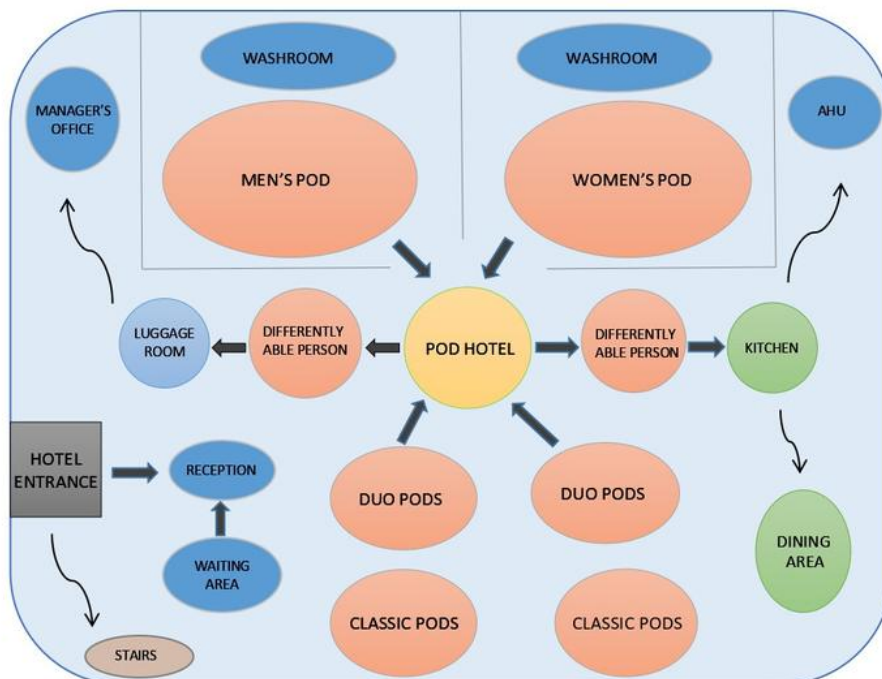 WASHROOM
WASHROOM
MANAGER'S
OFFICE
AHU
MEN'S POD
WOMEN'S POD
LUGGAGE
ROOM
DIFFERENTLY
ABLE PERSON
POD HOTEL
DIFFERENTLY
ABLE PERSON
KITCHEN
HOTEL
ENTRANCE
RECEPTION
DUO PODS
DUO PODS
WAITING
AREA
DINING
AREA
CLASSIC PODS
CLASSIC PODS
STAIRS